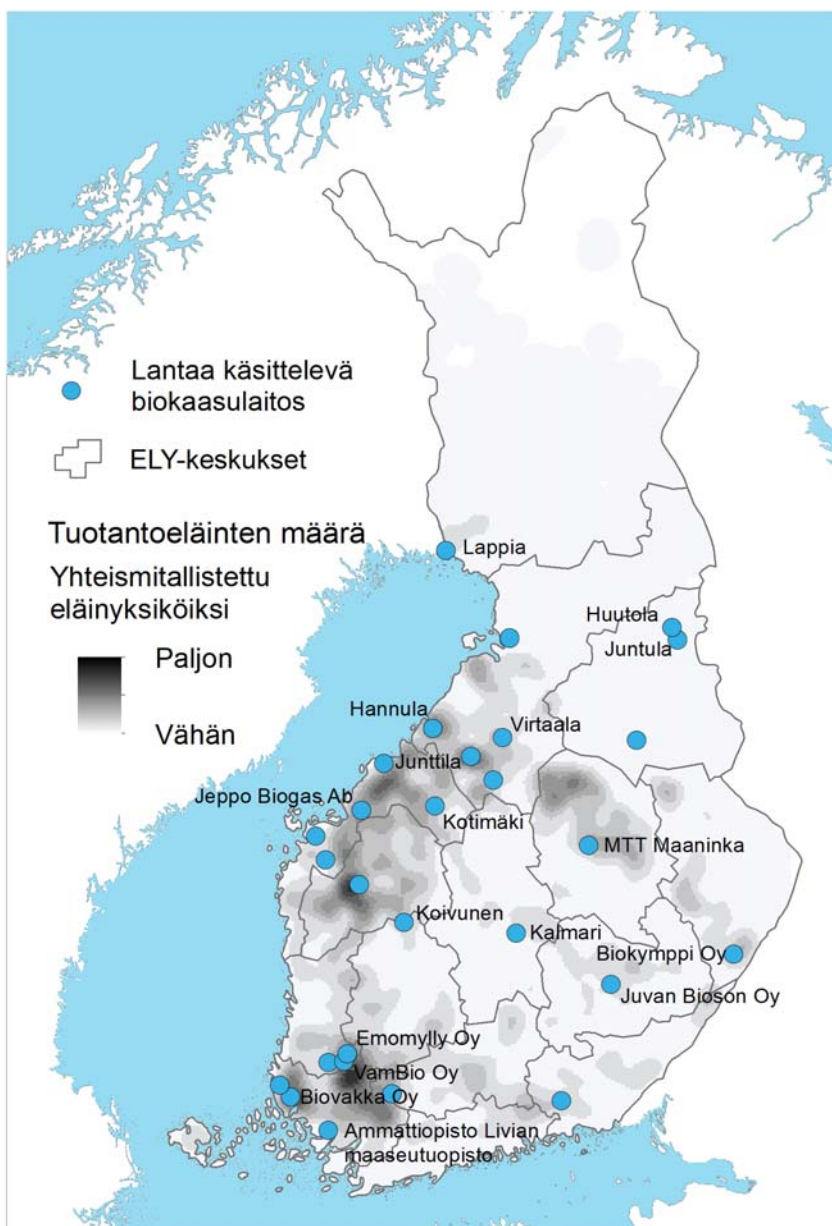 Lantaa käsittelevä
biokaasulaitos
ELY-keskukset
Tuotantoeläinten määrä
Yhteismitallistettu
eläinyksiköiksi
Paljon
Vähän
Lappia
Huutola
Juntula
Hannula
Virtaala
Junttila
Jeppo Biogas Ab
Kotimäki
MTT Maaninka
Koivunen
Kalmari
Biokymppi Oy
Juvan Bioson Oy
Emomylly Oy
VamBio Oy
Biovakka Oy
Ammattiopisto Livian
maaseutuopisto